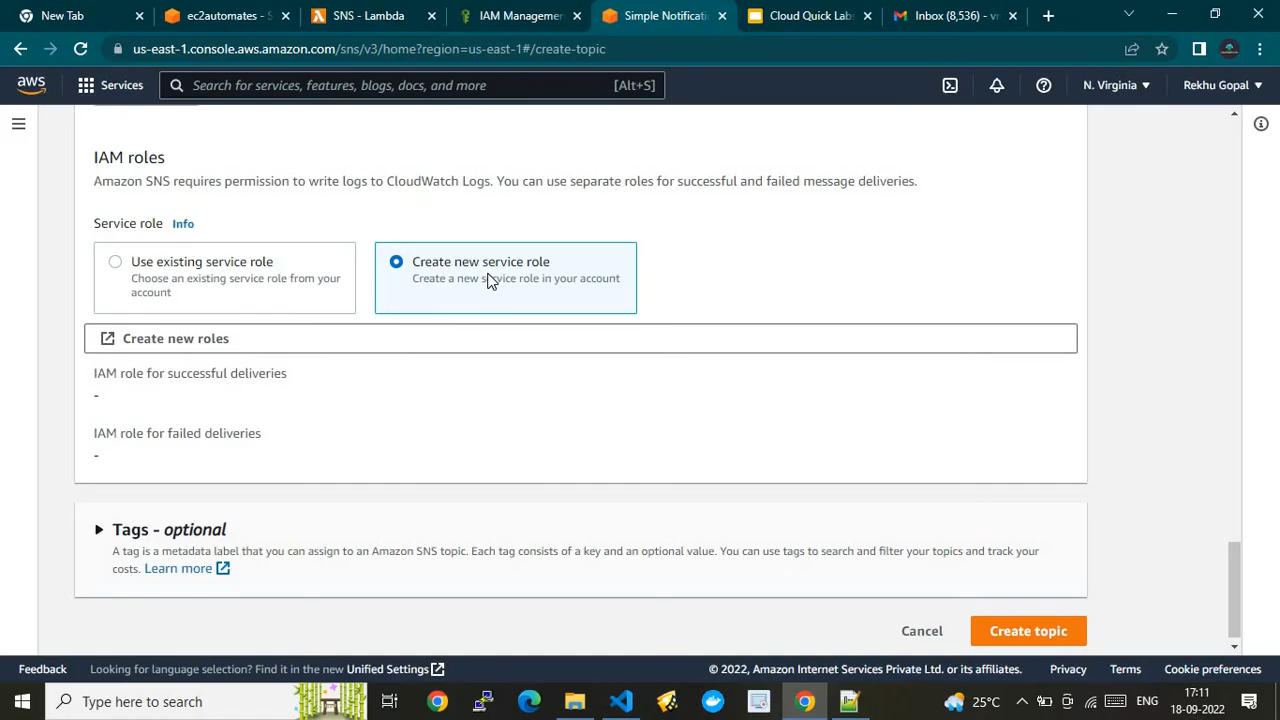 New Tab
ec2automates - S
SNS - Lambda
IAM Managemen
Simple Notificati
Cloud Quick Lab
Inbox (8,536) - vr
us-east-1.console.aws.amazon.com/sns/v3/home?region=us-east-1#/create-topic
aws
Services
Search for services, features, blogs, docs, and more
[Alt+S]
N. Virginia
Rekhu Gopal
IAM roles
Amazon SNS requires permission to write logs to CloudWatch Logs. You can use separate roles for successful and failed message deliveries.
Service role Info
Use existing service role
Choose an existing service role from your
account
Create new service role
Create a new service role in your account
Create new roles
IAM role for successful deliveries
-
IAM role for failed deliveries
-
Tags - optional
A tag is a metadata label that you can assign to an Amazon SNS topic. Each tag consists of a key and an optional value. You can use tags to search and filter your topics and track your
costs. Learn more
Cancel
Create topic
Feedback
Looking for language selection? Find it in the new Unified Settings
© 2022, Amazon Internet Services Private Ltd. or its affiliates.
Privacy
Terms
Cookie preferences
Type here to search
25°C
ENG
17:11
18-09-2022